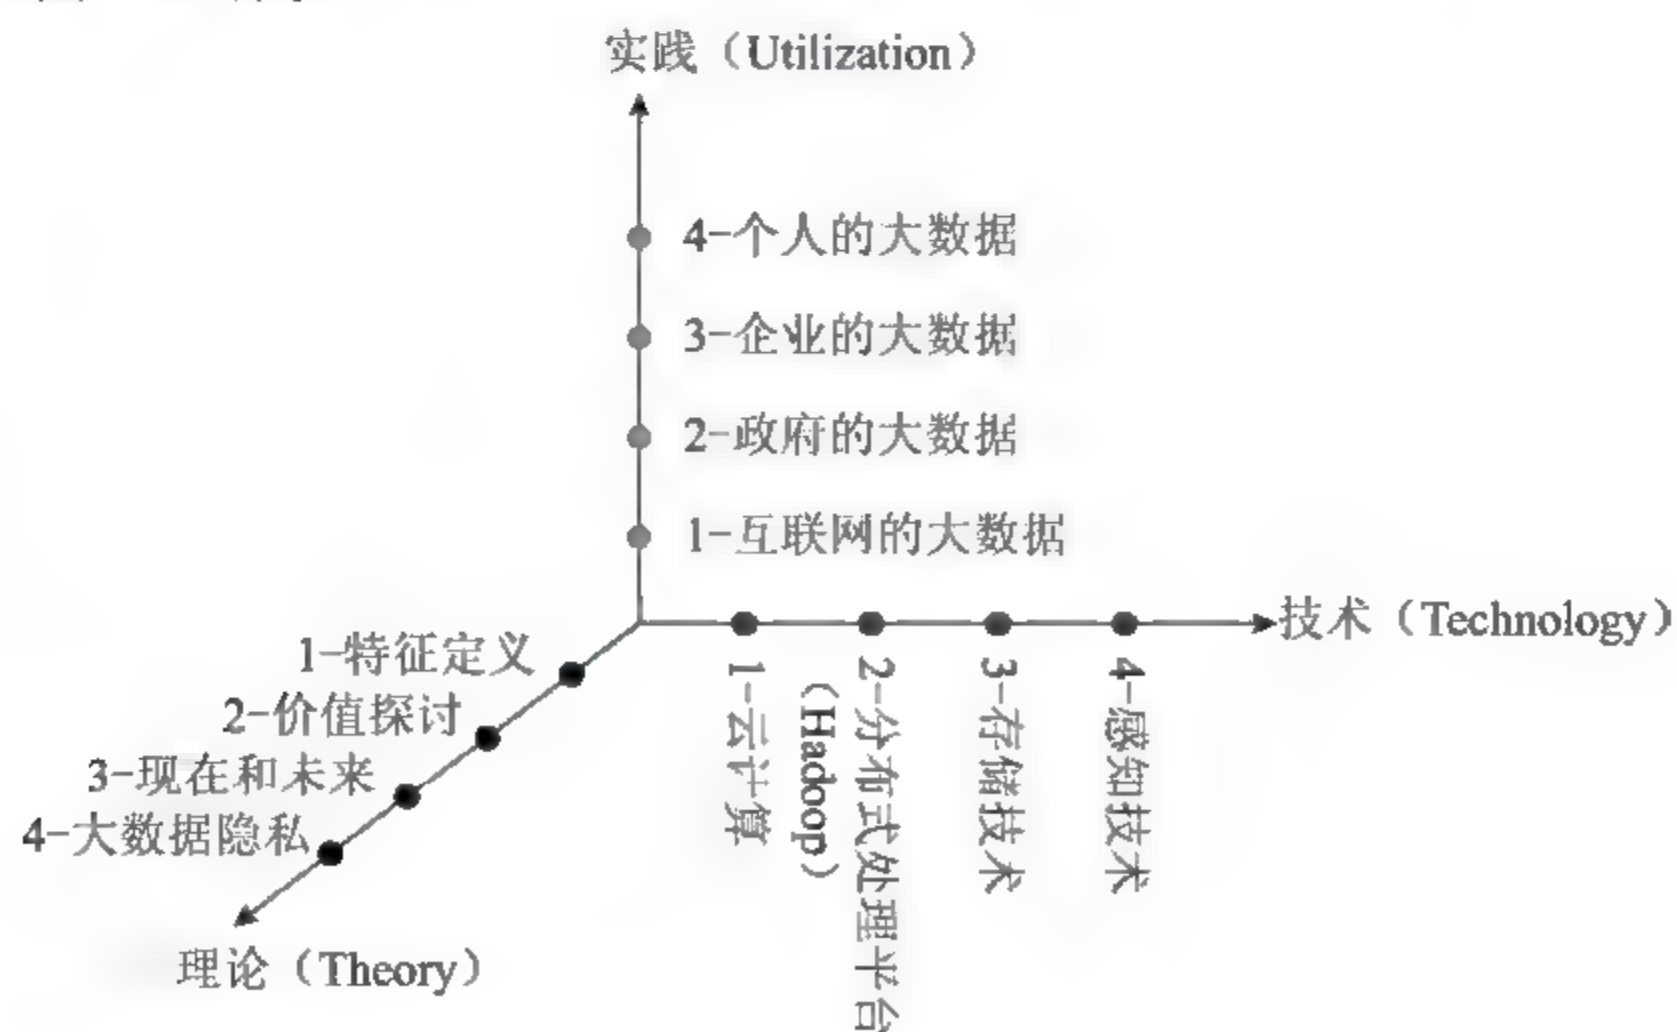 实践（Utilization）
4-个人的大数据
3-企业的大数据
2-政府的大数据
1-互联网的大数据
技术（Technology）
1-云计算
2-分布式处理平台
（Hadoop）
3-存储技术
4-感知技术
1-特征定义
2-价值探讨
3-现在和未来
4-大数据隐私
理论（Theory）